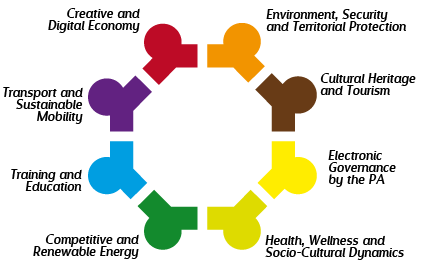 Creative and
Digital Economy
Environment, Security
and Territorial Protection
Cultural Heritage
and Tourism
Transport and
Sustainable
Mobility
Electronic
Governance
by the PA
Training and
Education
Competitive and
Renewable Energy
Health, Wellness and
Socio-Cultural Dynamics